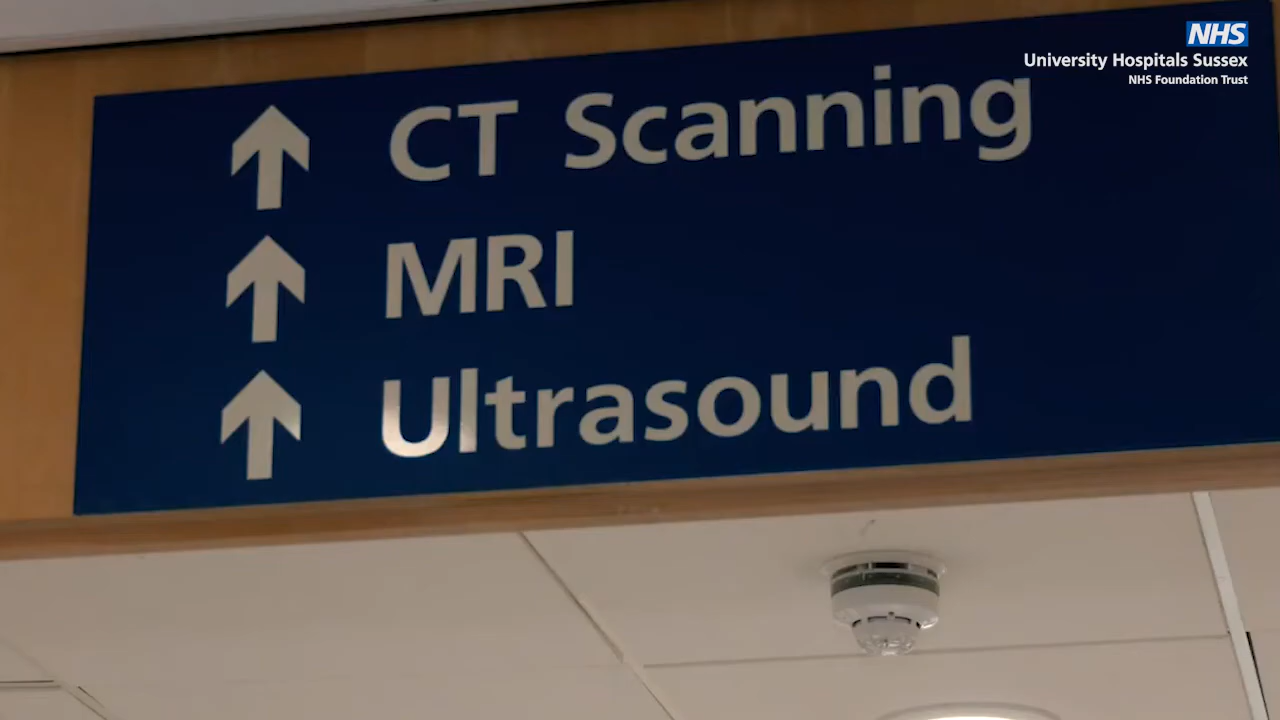 NHS
University Hospitals Sussex
NHS Foundation Trust
CT Scanning
MRI
Ultrasound